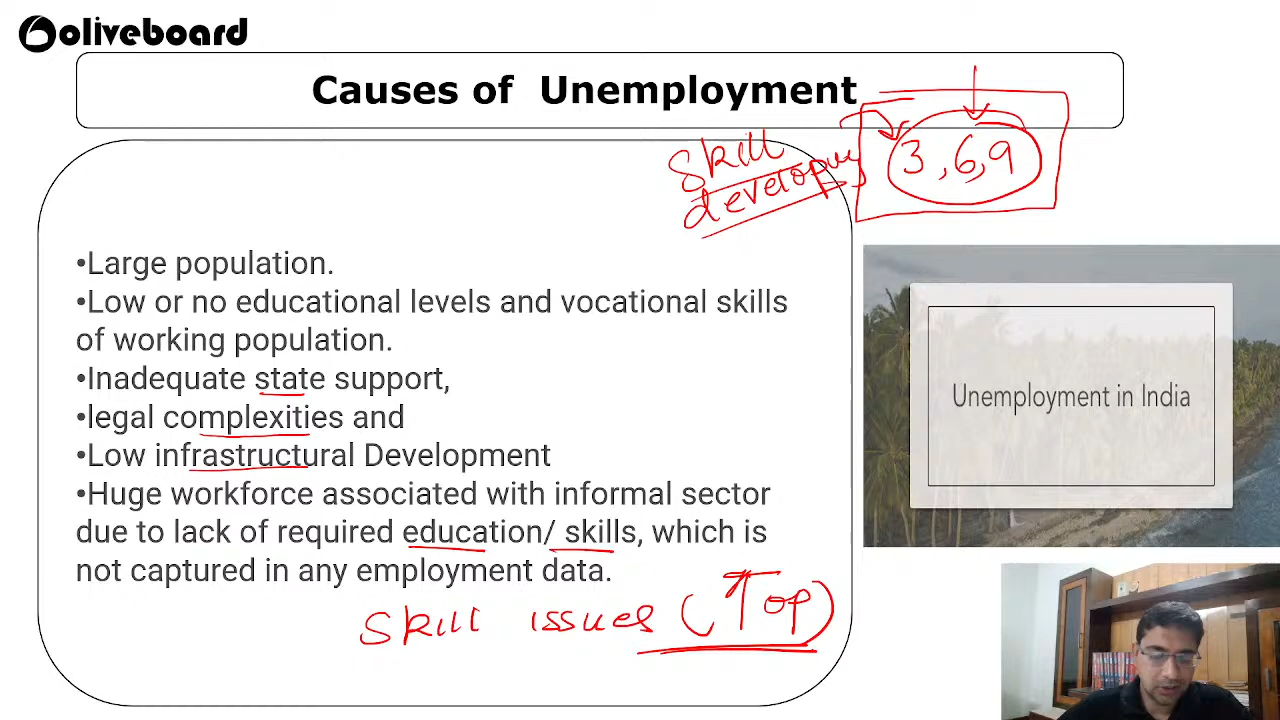 oliveboard
Causes of Unemployment
Skill
3, 6, 9
•Large population.
•Low or no educational levels and vocational skills
of working population.
•Inadequate state support,
•legal complexities and
•Low infrastructural Development
•Huge workforce associated with informal sector
due to lack of required education/ skills, which is
not captured in any employment data.
Skill issues (Top)
Unemployment in India